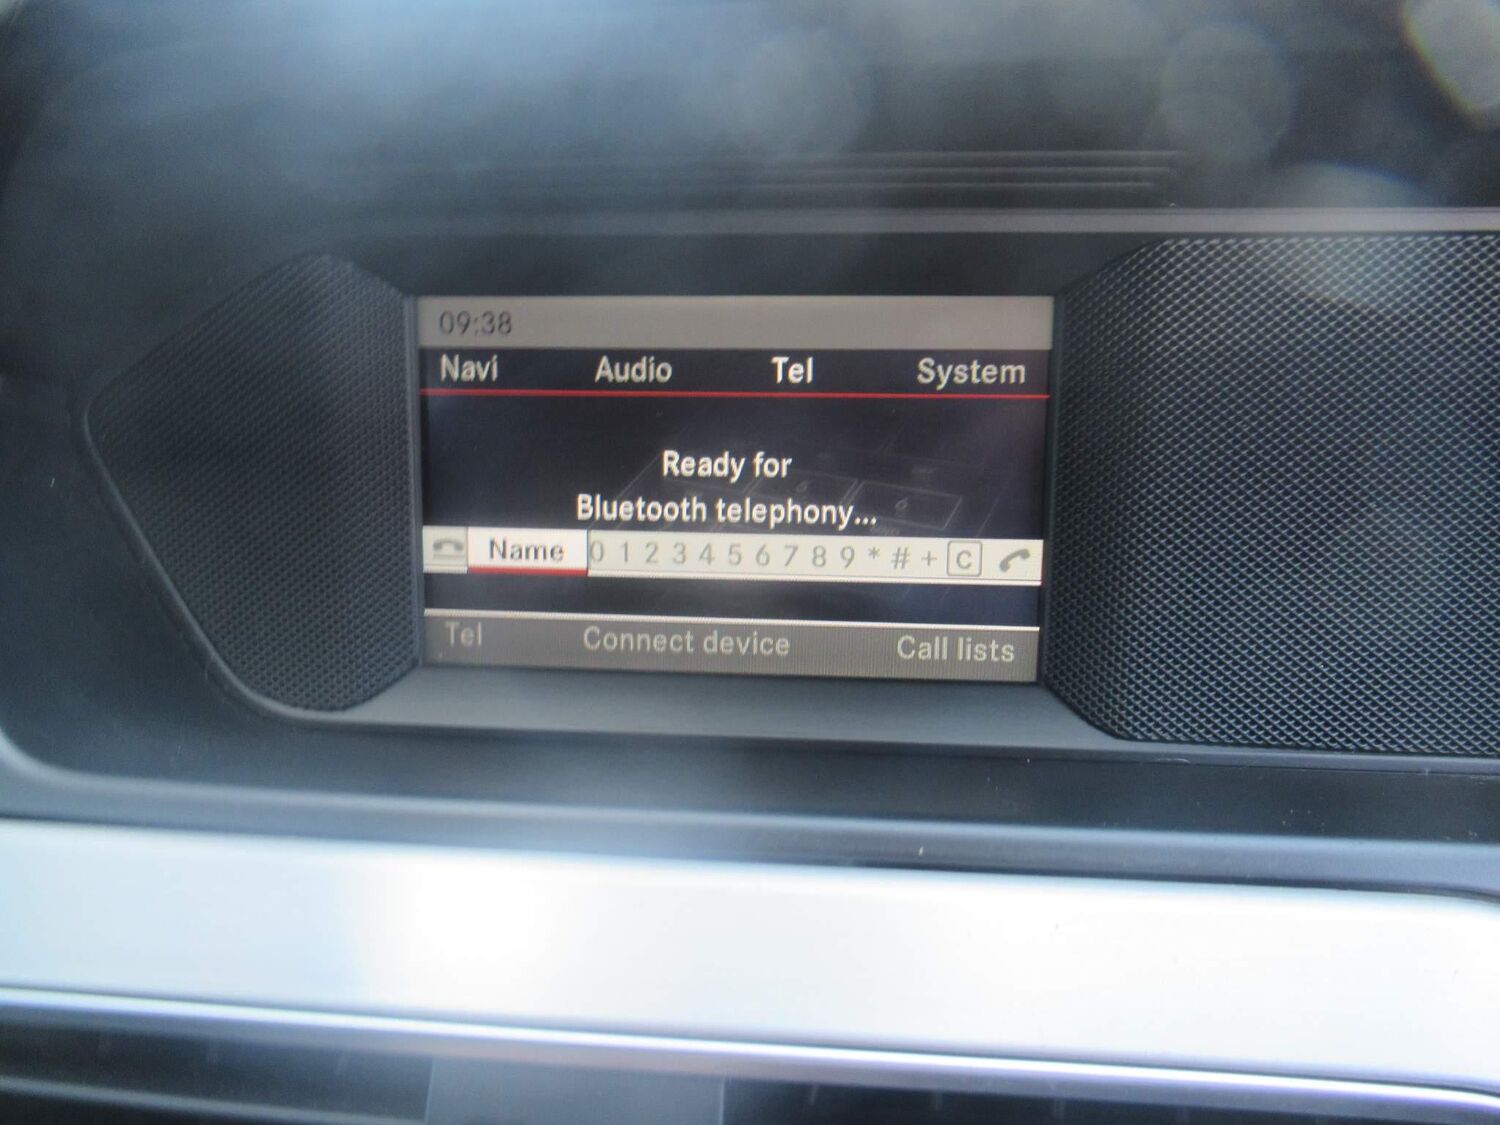 09:38
Navi Audio Tel System
Ready for
Bluetooth telephony...
Name 0 1 2 3 4 5 6 7 8 9 * # + C
Tel Connect device Call lists